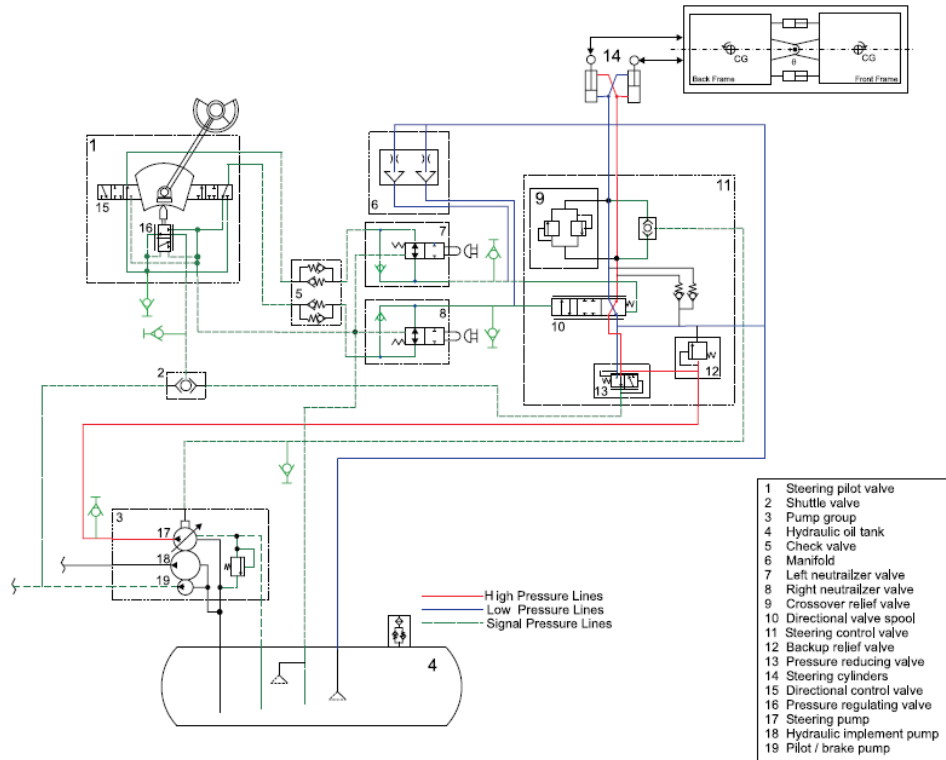 14
Back Frame
CG
θ
CG
Front Frame
1
15
16
6
7
5
8
9
11
10
12
13
2
3
17
18
19
High Pressure Lines
Low Pressure Lines
Signal Pressure Lines
4
1 Steering pilot valve
2 Shuttle valve
3 Pump group
4 Hydraulic oil tank
5 Check valve
6 Manifold
7 Left neutrailzer valve
8 Right neutrailzer valve
9 Crossover relief valve
10 Directional valve spool
11 Steering control valve
12 Backup relief valve
13 Pressure reducing valve
14 Steering cylinders
15 Directional control valve
16 Pressure regulating valve
17 Steering pump
18 Hydraulic implement pump
19 Pilot / brake pump